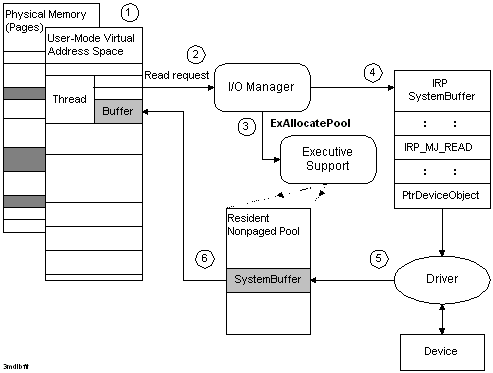 Physical Memory
(Pages)
1
User-Mode Virtual
Address Space
2
Read request
Thread
Buffer
I/O Manager
3
ExAllocatePool
Executive
Support
4
IRP
SystemBuffer
: :
IRP_MJ_READ
: :
PtrDeviceObject
Resident
Nonpaged Pool
6
SystemBuffer
5
Driver
Device
3mdlbfit